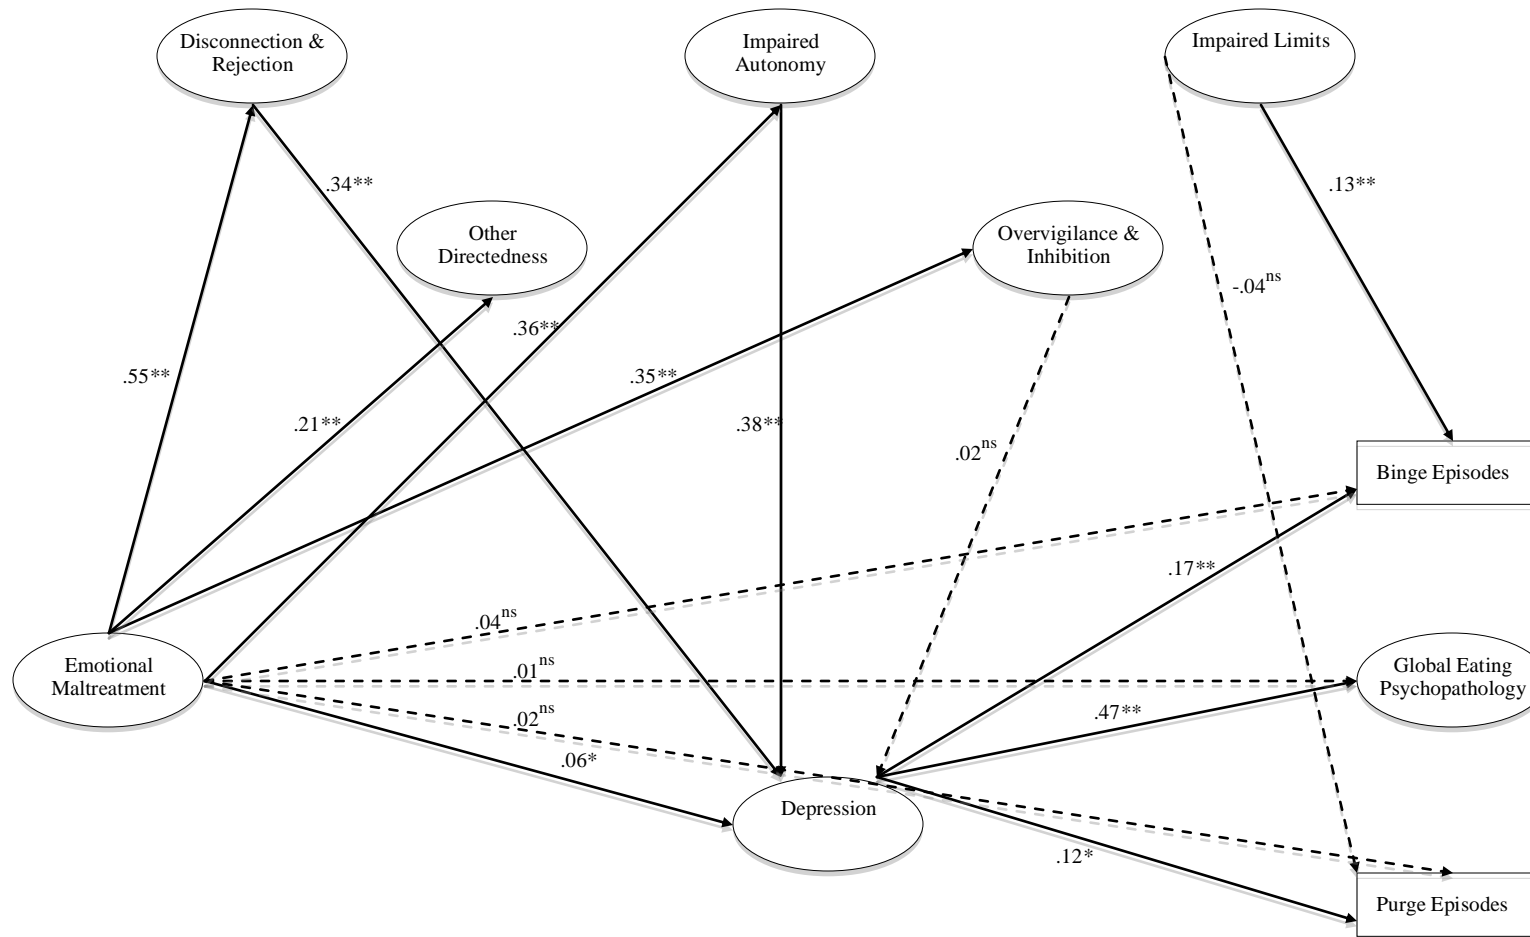 Disconnection &
Rejection
Impaired
Autonomy
Impaired Limits
.34**
.13**
Other
Directedness
Overvigilance &
Inhibition
-.04ns
.36**
.55**
.35**
.21**
.38**
.02ns
Binge Episodes
.17**
.04ns
Emotional
Maltreatment
.01ns
Global Eating
Psychopathology
.02ns
.47**
.06*
Depression
.12*
Purge Episodes